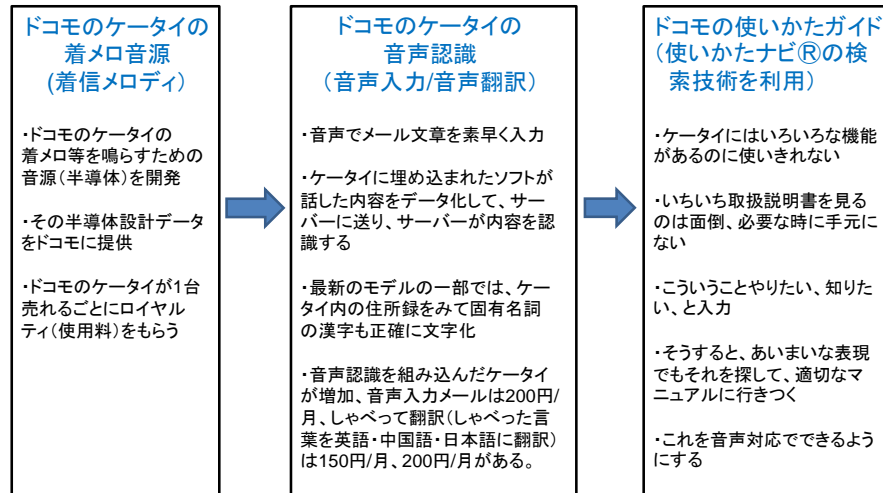 ドコモのケータイの
着メロ音源
(着信メロディ)
・ドコモのケータイの
着メロ等を鳴らすための
音源(半導体)を開発
・その半導体設計データ
をドコモに提供
・ドコモのケータイが1台
売れるごとにロイヤル
ティ(使用料)をもらう
ドコモのケータイの
音声認識
(音声入力/音声翻訳)
・音声でメール文章を素早く入力
・ケータイに埋め込まれたソフトが
話した内容をデータ化して、サー
バーに送り、サーバーが内容を認
識する
・最新のモデルの一部では、ケー
タイ内の住所録をみて固有名詞
の漢字も正確に文字化
・音声認識を組み込んだケータイ
が増加、音声入力メールは200円/
月、しゃべって翻訳(しゃべった言
葉を英語・中国語・日本語に翻訳)
は150円/月、200円/月がある。
ドコモの使いかたガイド
(使いかたナビⓇの検
索技術を利用)
・ケータイにはいろいろな機能
があるのに使いきれない
・いちいち取扱説明書を見る
のは面倒、必要な時に手元に
ない
・こういうことやりたい、知りた
い、と入力
・そうすると、あいまいな表現
でもそれを探して、適切なマ
ニュアルに行きつく
・これを音声対応でできるよう
にする